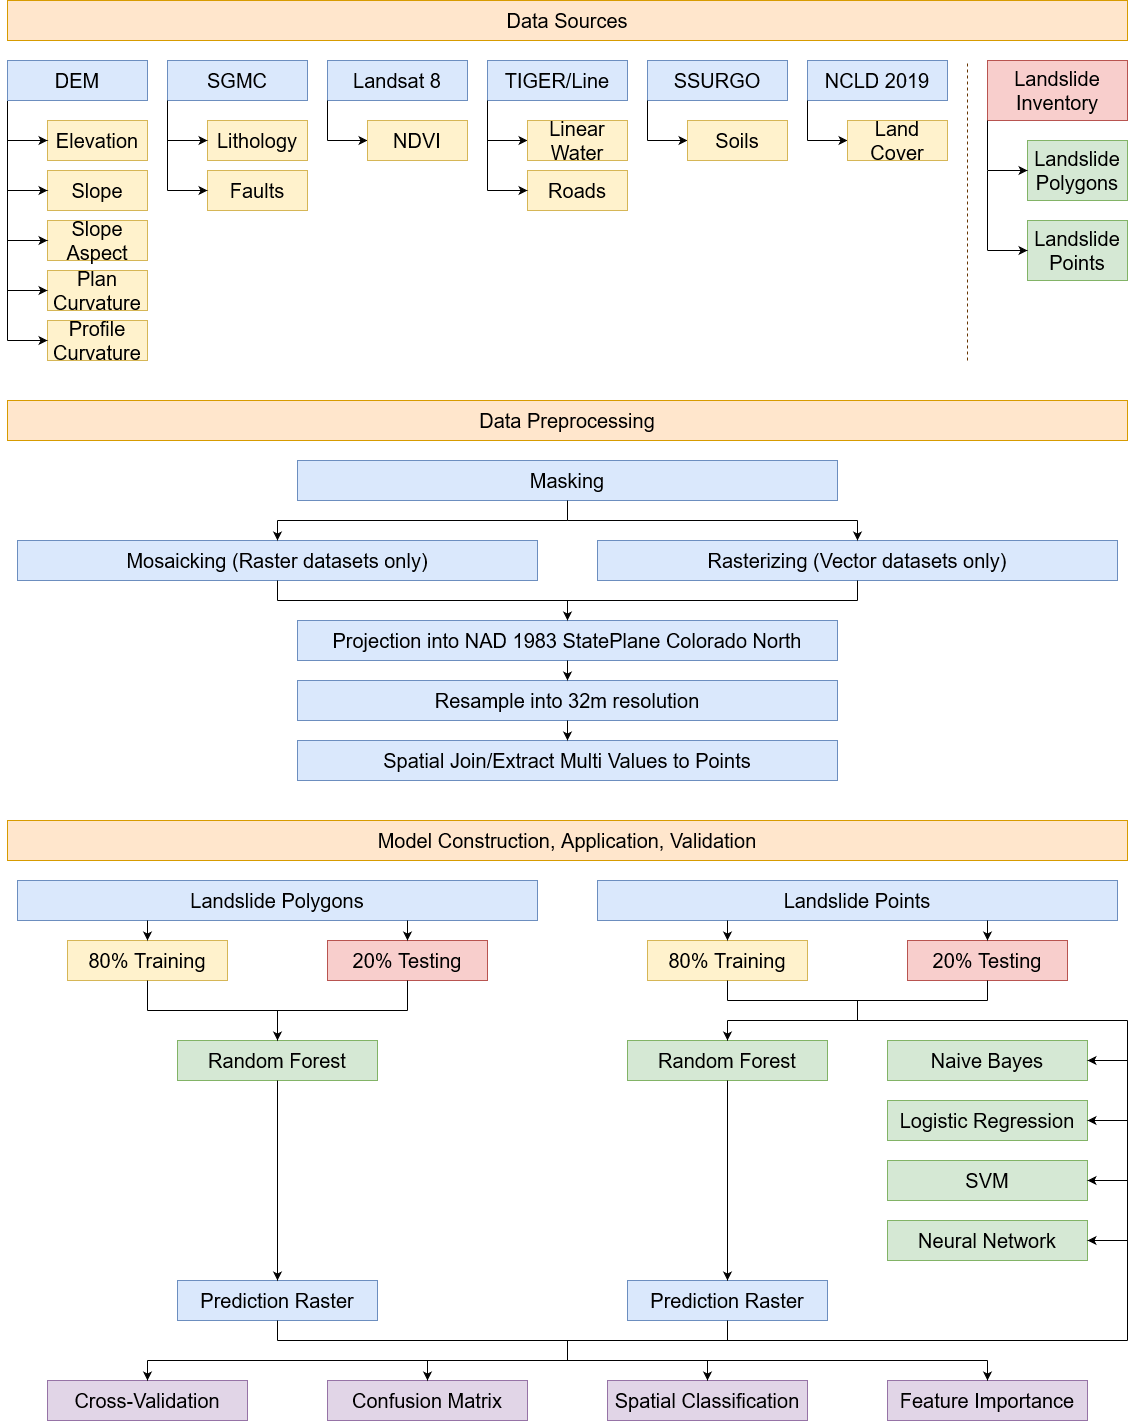 Data Sources
DEM
SGMC
Landsat 8
TIGER/Line
SSURGO
NCLD 2019
Landslide
Inventory
Elevation
Slope
Slope
Aspect
Plan
Curvature
Profile
Curvature
Lithology
Faults
NDVI
Linear
Water
Roads
Soils
Land
Cover
Landslide
Polygons
Landslide
Points
Data Preprocessing
Masking
Mosaicking (Raster datasets only)
Rasterizing (Vector datasets only)
Projection into NAD 1983 StatePlane Colorado North
Resample into 32m resolution
Spatial Join/Extract Multi Values to Points
Model Construction, Application, Validation
Landslide Polygons
Landslide Points
80% Training
20% Testing
80% Training
20% Testing
Random Forest
Random Forest
Naive Bayes
Logistic Regression
SVM
Neural Network
Prediction Raster
Prediction Raster
Cross-Validation
Confusion Matrix
Spatial Classification
Feature Importance